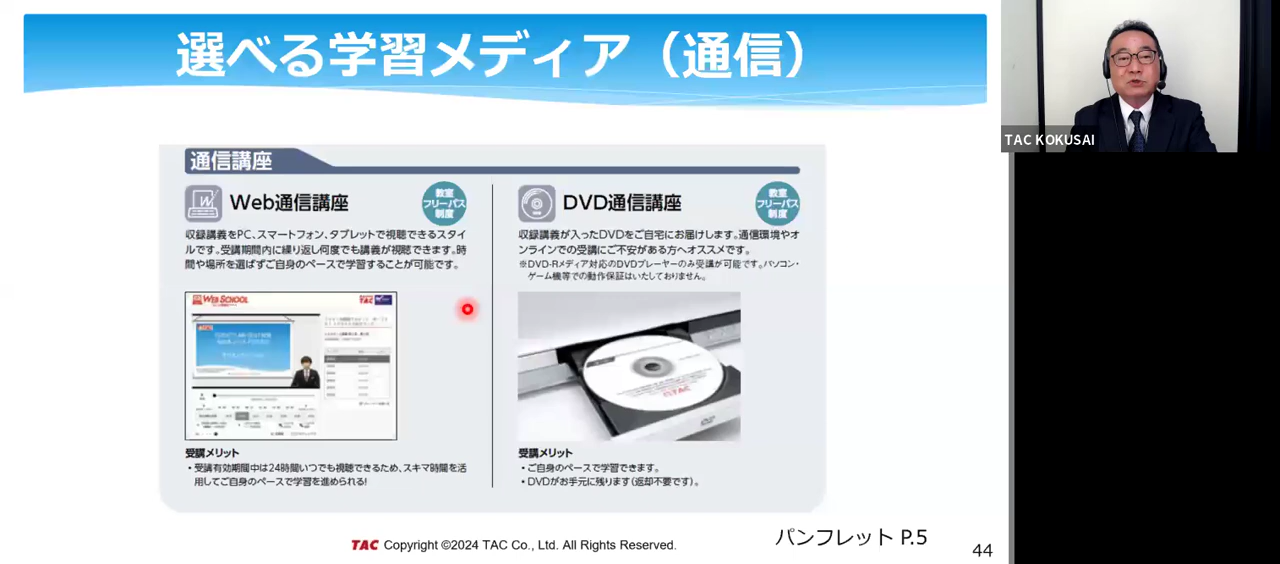 選べる学習メディア（通信）
TAC KOKUSAI
通信講座
Web通信講座
教室
フリーパス
制度
収録講義をPC、スマートフォン、タブレットで視聴できるスタイ
ルです。受講期間内に繰り返し何度でも講義が視聴できます。時
間や場所を選ばずご自身のペースで学習することが可能です。
WEB SCHOOL
TAC
受講メリット
・受講有効期間中は24時間いつでも視聴できるため、スキマ時間を活
用してご自身のペースで学習を進められる!
DVD通信講座
教室
フリーパス
制度
収録講義が入ったDVDをご自宅にお届けします。通信環境やオ
ンラインでの受講にご不安がある方へオススメです。
※DVD-Rメディア対応のDVDプレーヤーのみ受講が可能です。パソコン・
ゲーム機等での動作保証はいたしておりません。
TAC
受講メリット
・ご自身のペースで学習できます。
・DVDがお手元に残ります(返却不要です)。
パンフレット P.5
TAC Copyright ©2024 TAC Co., Ltd. All Rights Reserved.
44